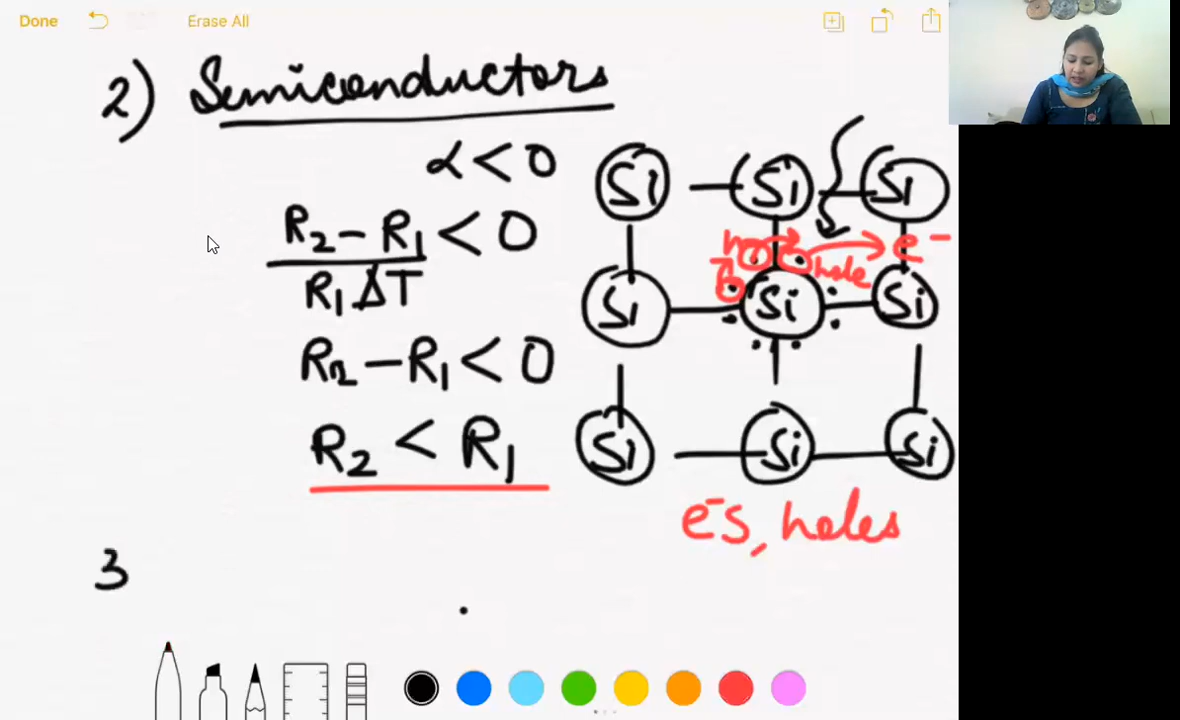 Done
Erase All
2) Semiconductors
α < 0
R₂ – R₁ < 0
R₁ ΔT
R₂ – R₁ < 0
R₂ < R₁
Si Si Si
hole e⁻
Si Si Si
Si Si Si
e⁻s, holes
3